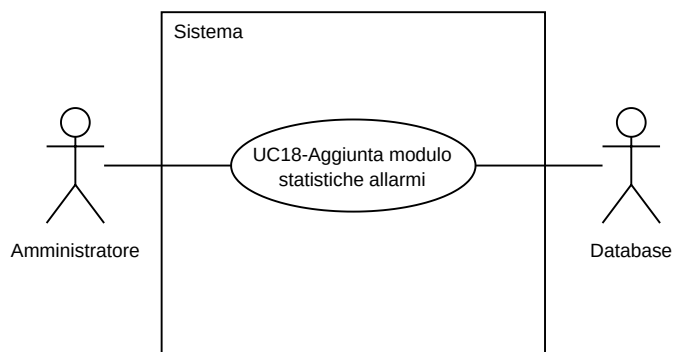 Sistema
UC18-Aggiunta modulo
statistiche allarmi
Amministratore
Database